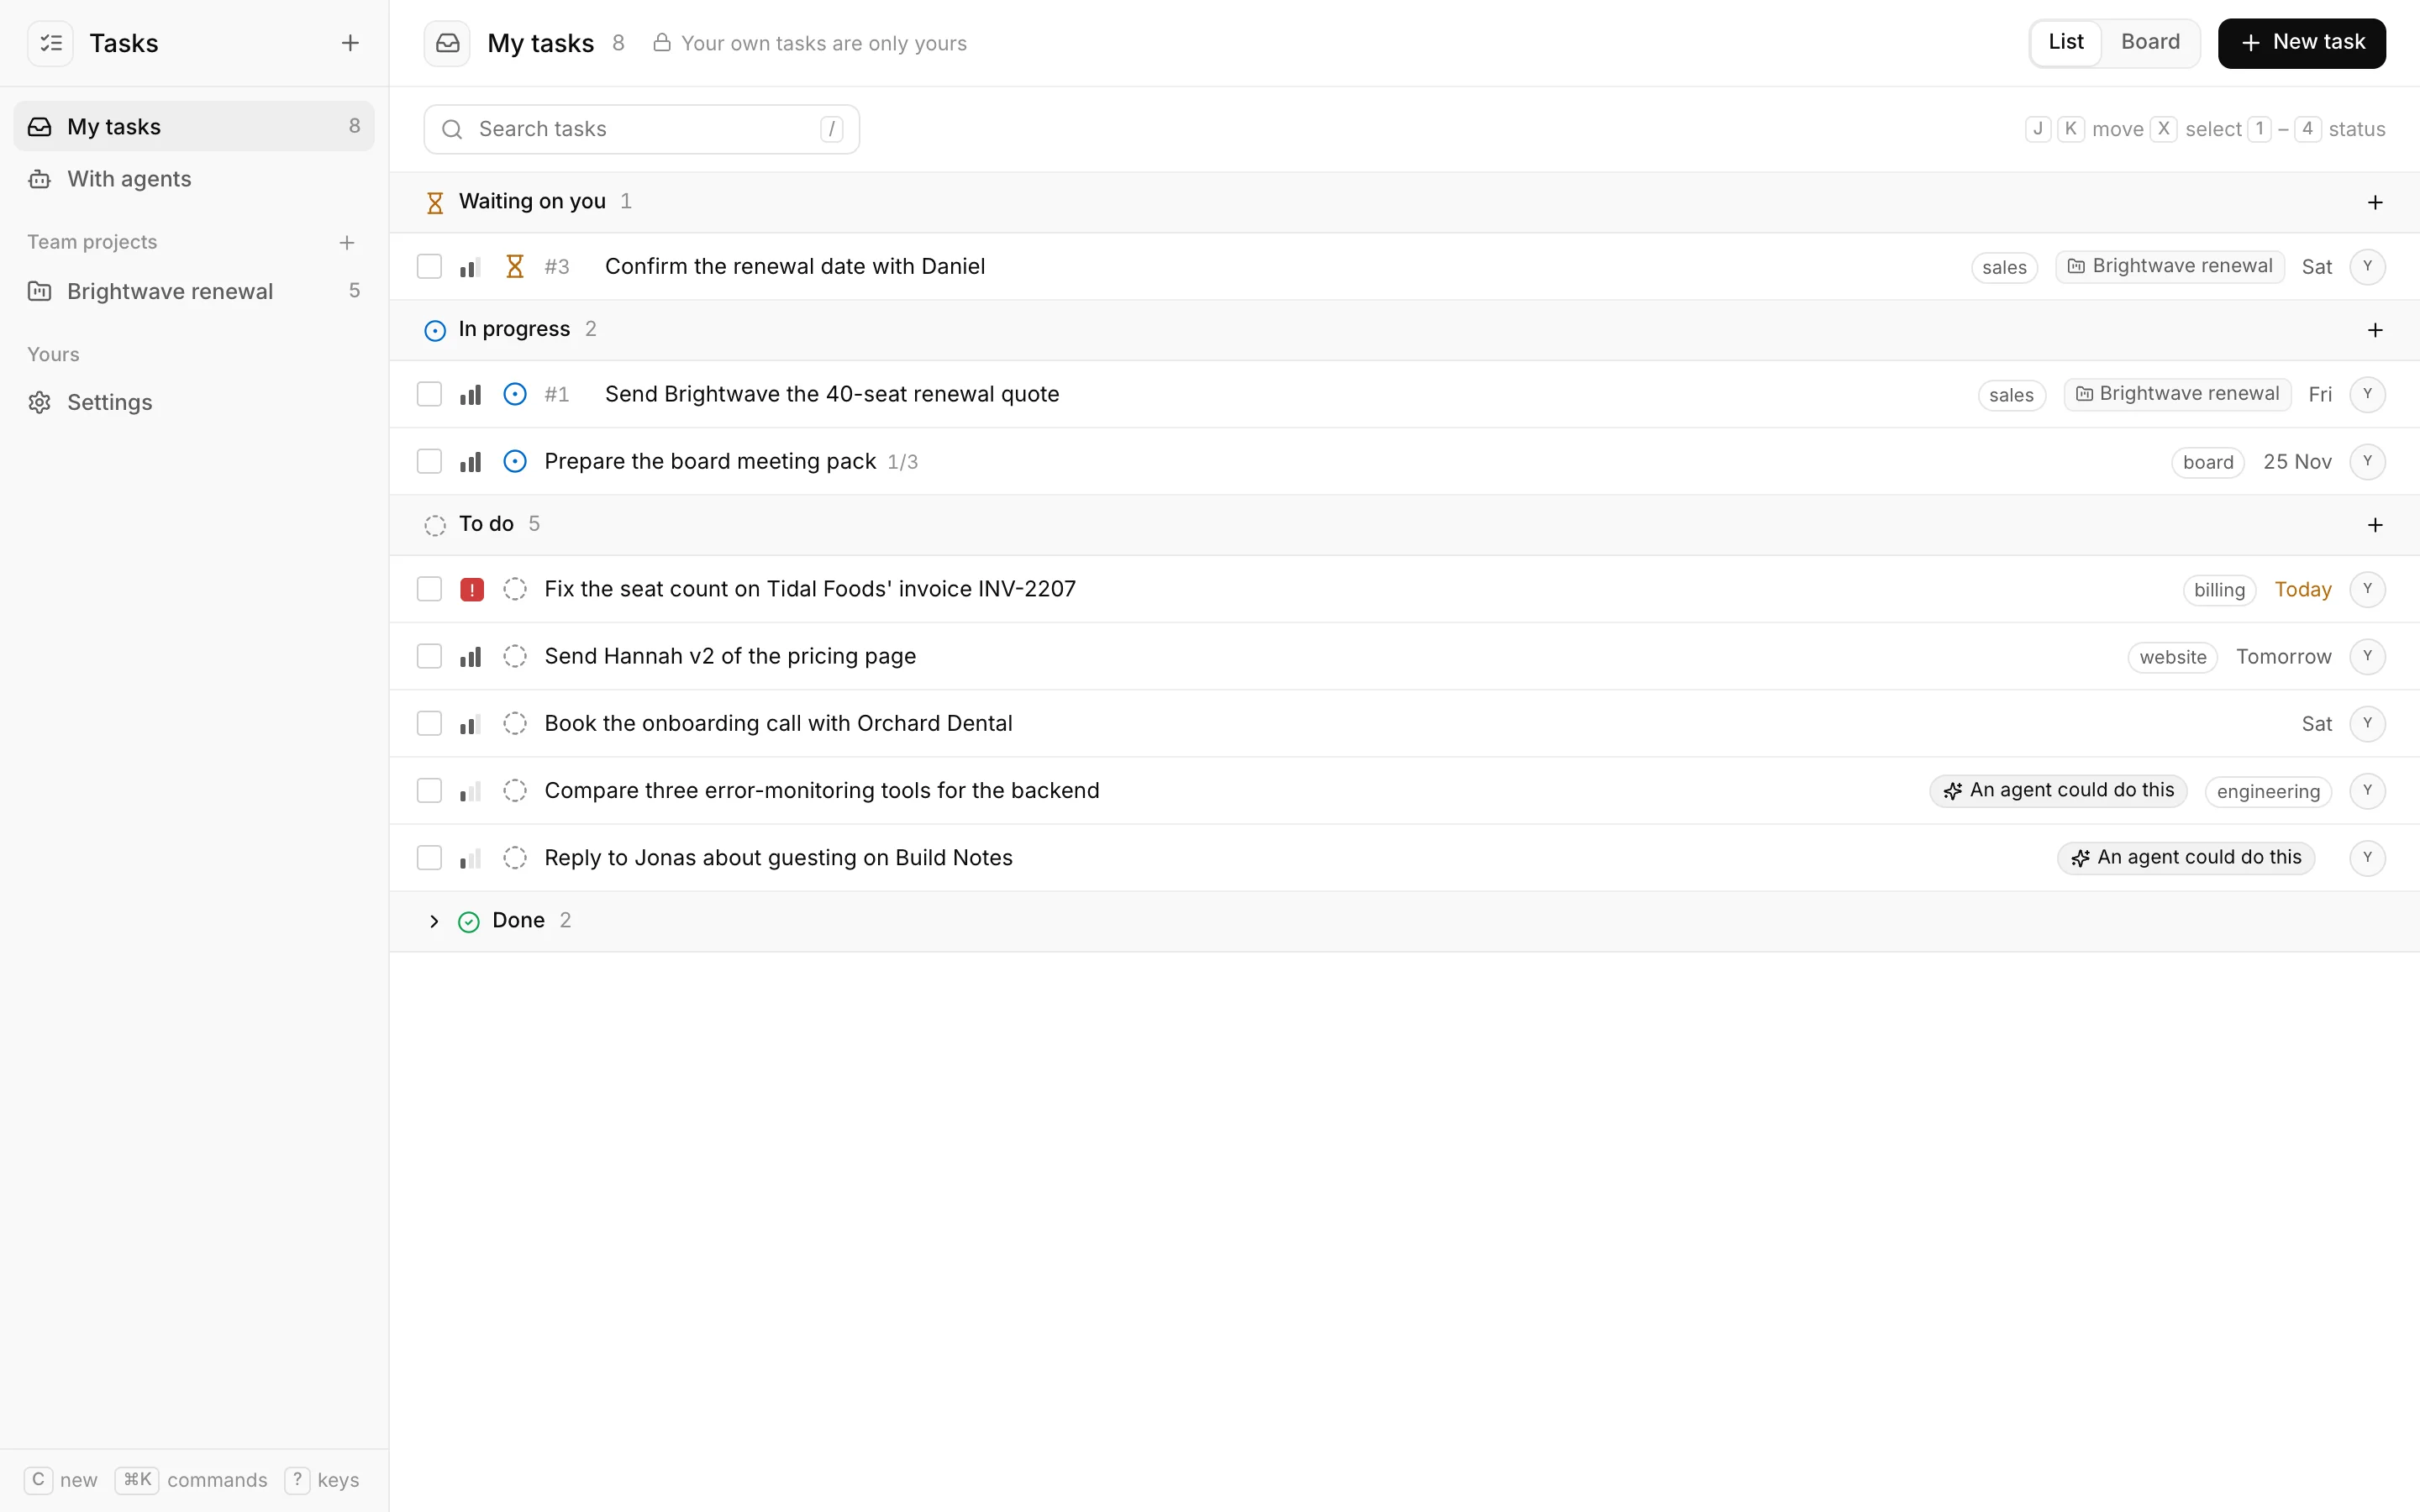 Tasks
My tasks 8
With agents
Team projects
Brightwave renewal 5
Yours
Settings
C new ⌘K commands ? keys
My tasks 8 Your own tasks are only yours
List Board New task
Search tasks /
J K move X select 1 – 4 status
Waiting on you 1
#3 Confirm the renewal date with Daniel sales Brightwave renewal Sat Y
In progress 2
#1 Send Brightwave the 40-seat renewal quote sales Brightwave renewal Fri Y
Prepare the board meeting pack 1/3 board 25 Nov Y
To do 5
! Fix the seat count on Tidal Foods' invoice INV-2207 billing Today Y
Send Hannah v2 of the pricing page website Tomorrow Y
Book the onboarding call with Orchard Dental Sat Y
Compare three error-monitoring tools for the backend An agent could do this engineering Y
Reply to Jonas about guesting on Build Notes An agent could do this Y
Done 2